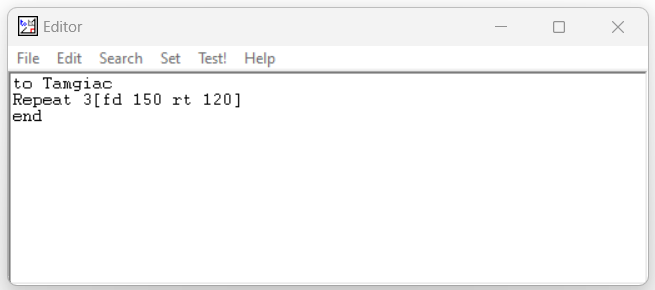 Editor
File Edit Search Set Test! Help
to Tamgiac
Repeat 3[fd 150 rt 120]
end